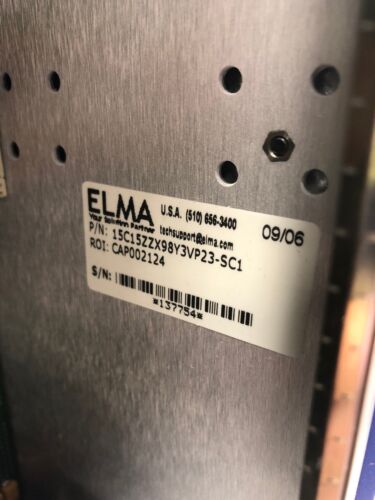 ELMA
Your Solution Partner
U.S.A. (510) 656-3400
techsupport@elma.com
09/06
P/N: 15C15ZZX98Y3VP23-SC1
ROI: CAP002124
S/N:
*137754*